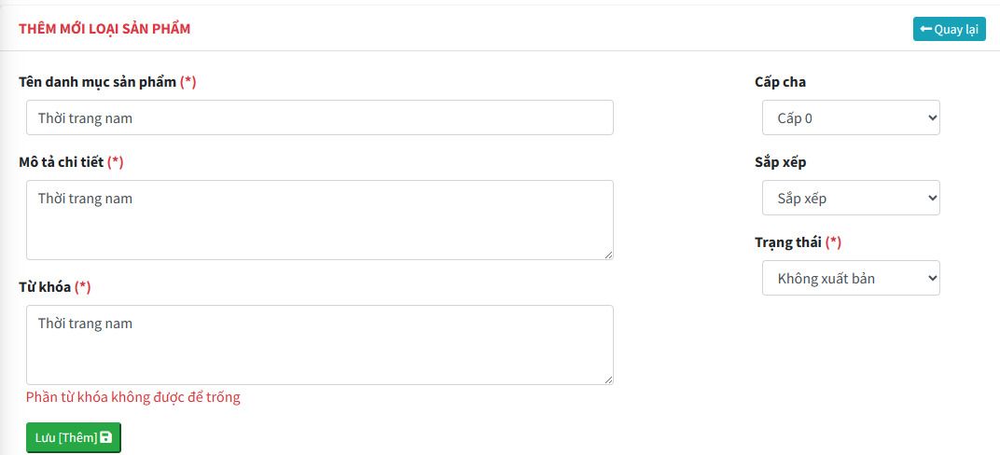 THÊM MỚI LOẠI SẢN PHẨM
Quay lại
Tên danh mục sản phẩm (*)
Thời trang nam
Mô tả chi tiết (*)
Thời trang nam
Từ khóa (*)
Thời trang nam
Phần từ khóa không được để trống
Lưu [Thêm]
Cấp cha
Cấp 0
Sắp xếp
Sắp xếp
Trạng thái (*)
Không xuất bản